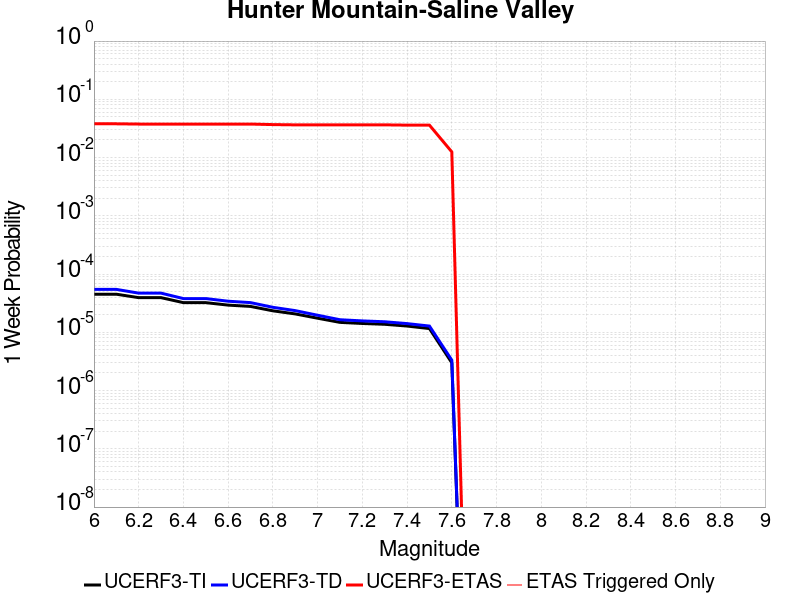 Hunter Mountain-Saline Valley
1 Week Probability
10^0
10^-1
10^-2
10^-3
10^-4
10^-5
10^-6
10^-7
10^-8
6 6.2 6.4 6.6 6.8 7 7.2 7.4 7.6 7.8 8 8.2 8.4 8.6 8.8 9
Magnitude
UCERF3-TI UCERF3-TD UCERF3-ETAS ETAS Triggered Only